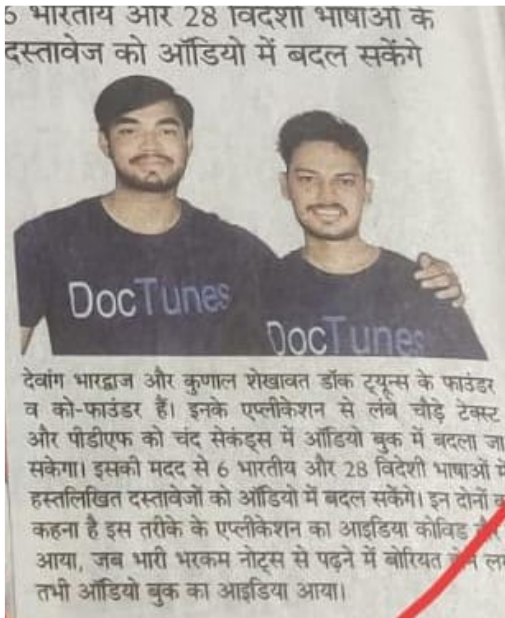 भारतीय और 28 विदेशी भाषाओं के
दस्तावेज को ऑडियो में बदल सकेंगे
DocTunes
DocTunes
देवांग भारद्वाज और कुणाल शेखावत डॉक ट्यून्स के फाउंडर
व को-फाउंडर हैं। इनके एप्लीकेशन से लंबे चौड़े टेक्स्ट
और पीडीएफ को चंद सेकंड्स में ऑडियो बुक में बदला जा
सकेगा। इसकी मदद से 6 भारतीय और 28 विदेशी भाषाओं में
हस्तलिखित दस्तावेजों को ऑडियो में बदल सकेंगे। इन दोनों
कहना है इस तरीके के एप्लीकेशन का आइडिया कोविड
आया, जब भारी भरकम नोट्स से पढ़ने में बोरियत
तभी ऑडियो बुक का आइडिया आया।